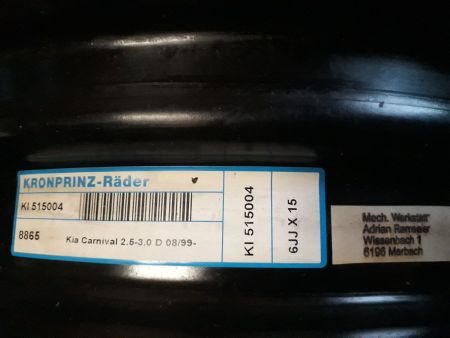 KRONPRINZ-Räder
KI 515004
8865 Kia Carnival 2.5-3.0 D 08/99-
KI 515004
6JJ X 15
Mech. Werkstatt
Adrian
Wissenbach 1
6196 Marbach